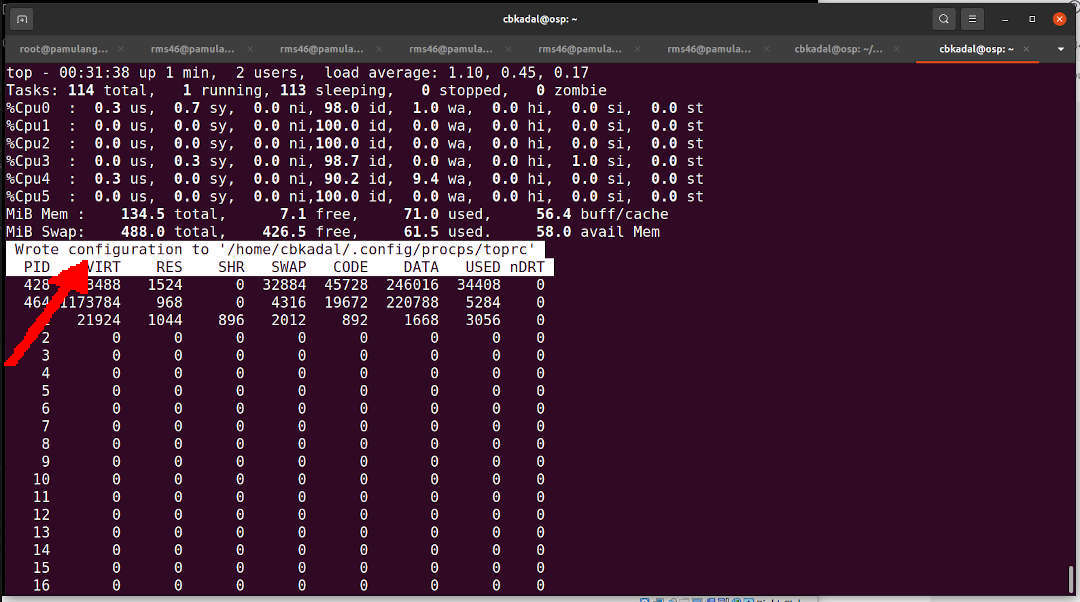 cbkadal@osp: ~
root@pamulang... rms46@pamula... rms46@pamula... rms46@pamula... rms46@pamula... rms46@pamula... cbkadal@osp: ~/... cbkadal@osp: ~
top - 00:31:38 up 1 min,  2 users,  load average: 1.10, 0.45, 0.17
Tasks: 114 total,   1 running, 113 sleeping,   0 stopped,   0 zombie
%Cpu0  :  0.3 us,  0.7 sy,  0.0 ni, 98.0 id,  1.0 wa,  0.0 hi,  0.0 si,  0.0 st
%Cpu1  :  0.0 us,  0.0 sy,  0.0 ni,100.0 id,  0.0 wa,  0.0 hi,  0.0 si,  0.0 st
%Cpu2  :  0.0 us,  0.0 sy,  0.0 ni,100.0 id,  0.0 wa,  0.0 hi,  0.0 si,  0.0 st
%Cpu3  :  0.0 us,  0.3 sy,  0.0 ni, 98.7 id,  0.0 wa,  0.0 hi,  1.0 si,  0.0 st
%Cpu4  :  0.3 us,  0.0 sy,  0.0 ni, 90.2 id,  9.4 wa,  0.0 hi,  0.0 si,  0.0 st
%Cpu5  :  0.0 us,  0.0 sy,  0.0 ni,100.0 id,  0.0 wa,  0.0 hi,  0.0 si,  0.0 st
MiB Mem :    134.5 total,      7.1 free,     71.0 used,     56.4 buff/cache
MiB Swap:    488.0 total,    426.5 free,     61.5 used.     58.0 avail Mem
Wrote configuration to '/home/cbkadal/.config/procps/toprc'
PID VIRT RES SHR SWAP CODE DATA USED nDRT
428 1524 0 32884 45728 246016 34408 0
464 1173784 968 0 4316 19672 220788 5284 0
21924 1044 896 2012 892 1668 3056 0
2 0 0 0 0 0 0 0 0
3 0 0 0 0 0 0 0 0
4 0 0 0 0 0 0 0 0
5 0 0 0 0 0 0 0 0
6 0 0 0 0 0 0 0 0
7 0 0 0 0 0 0 0 0
8 0 0 0 0 0 0 0 0
9 0 0 0 0 0 0 0 0
10 0 0 0 0 0 0 0 0
11 0 0 0 0 0 0 0 0
12 0 0 0 0 0 0 0 0
13 0 0 0 0 0 0 0 0
14 0 0 0 0 0 0 0 0
15 0 0 0 0 0 0 0 0
16 0 0 0 0 0 0 0 0